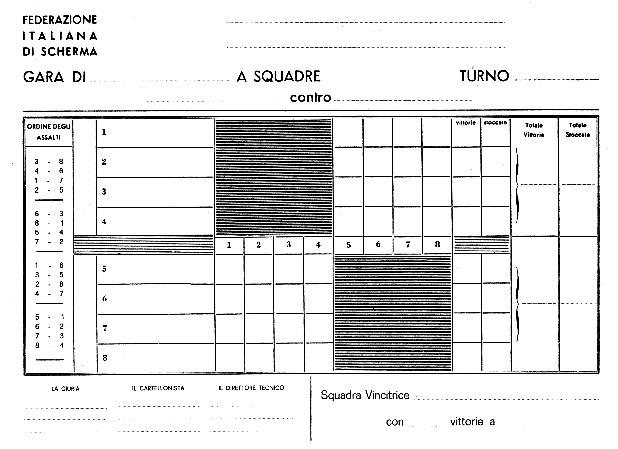 FEDERAZIONE
ITALIANA
DI SCHERMA
GARA DI A SQUADRE TURNO
contro
ORDINE DEGLI ASSALTI
vittorie stoccate Totale Vittorie Totale Stoccate
3 - 8
4 - 6
1 - 7
2 - 5
6 - 3
8 - 1
5 - 4
7 - 2
1 - 6
3 - 5
2 - 8
4 - 7
5 - 1
6 - 2
7 - 3
8 4
1
2
3
4
1 2 3 4 5 6 7 8
5
6
7
8
LA GIURIA IL CARTELLONISTA IL DIRETTORE TECNICO
Squadra Vincitrice
con vittorie a